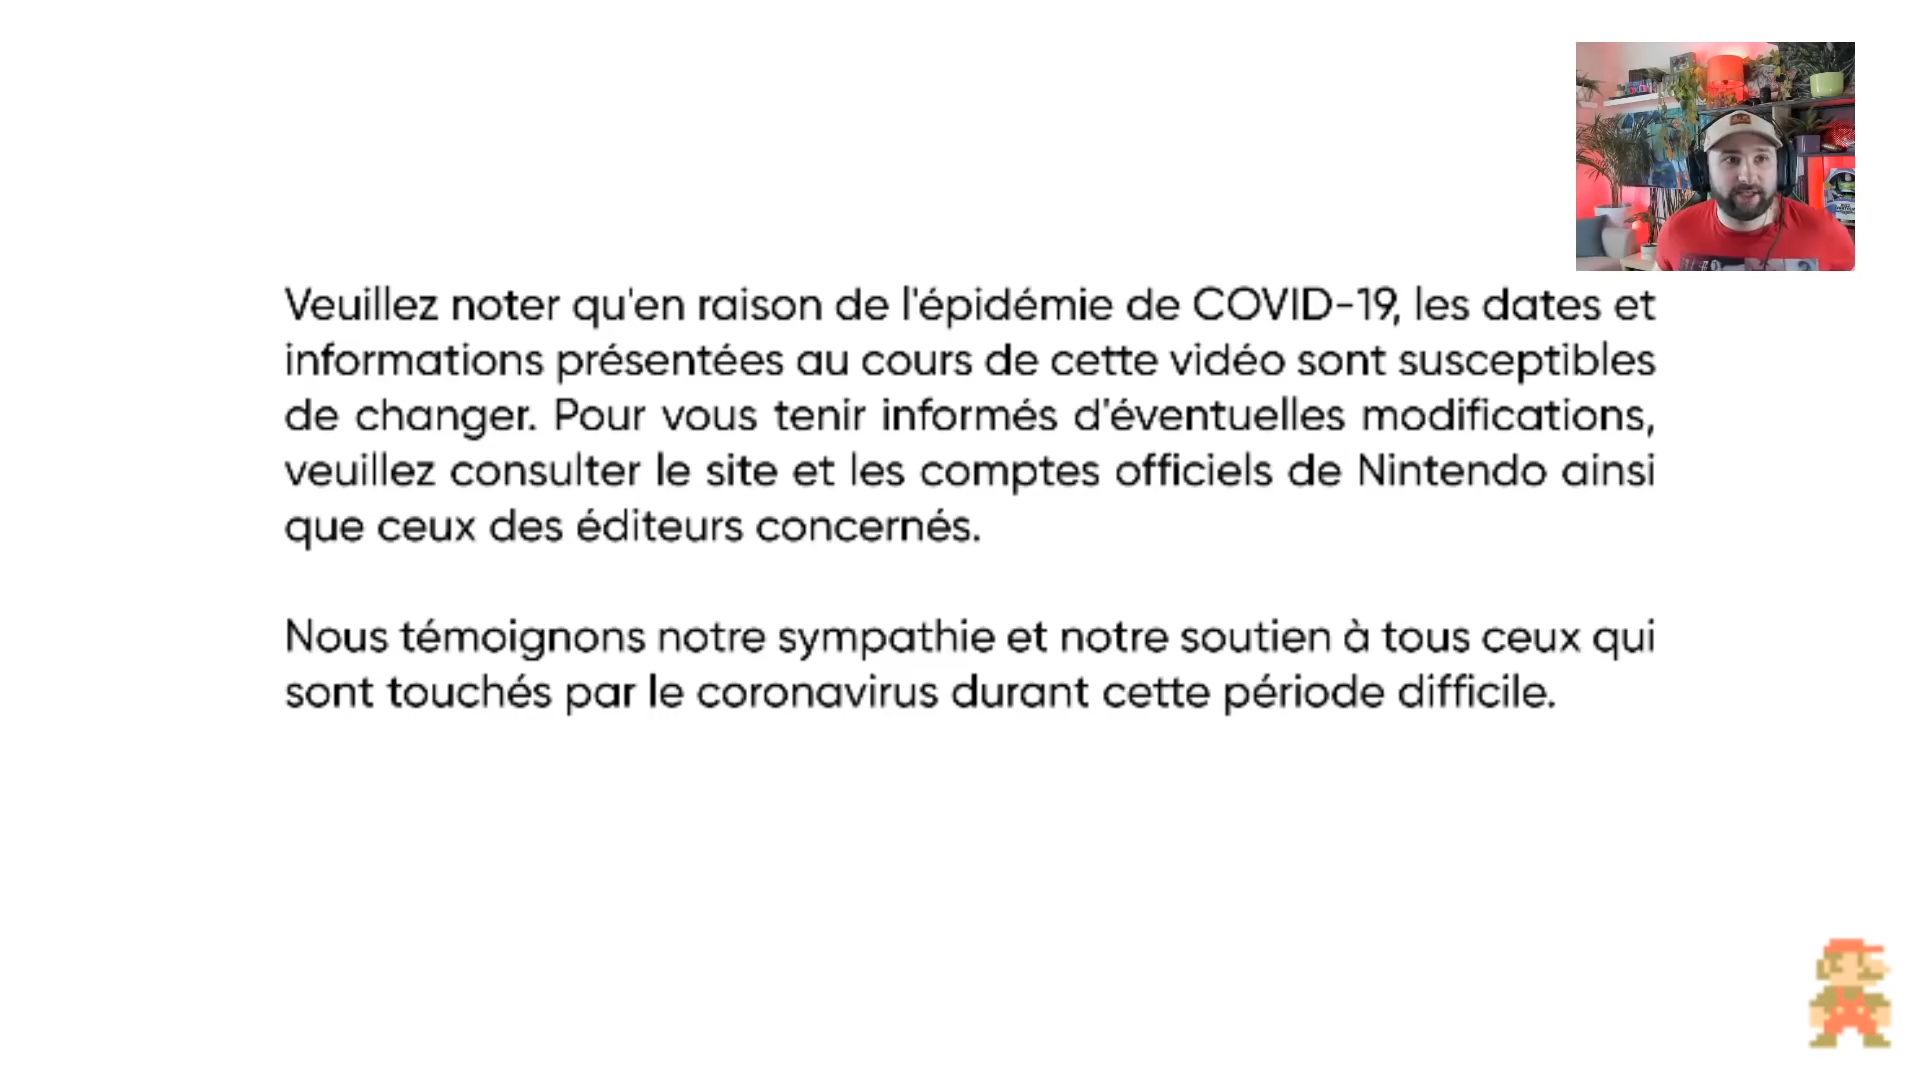 Veuillez noter qu'en raison de l'épidémie de COVID-19, les dates et
informations présentées au cours de cette vidéo sont susceptibles
de changer. Pour vous tenir informés d'éventuelles modifications,
veuillez consulter le site et les comptes officiels de Nintendo ainsi
que ceux des éditeurs concernés.
Nous témoignons notre sympathie et notre soutien à tous ceux qui
sont touchés par le coronavirus durant cette période difficile.